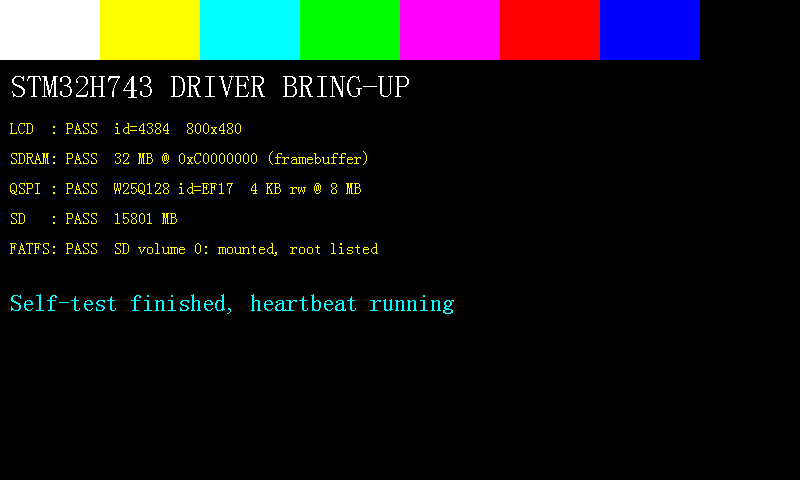 STM32H743 DRIVER BRING-UP
LCD  : PASS  id=4384  800x480
SDRAM: PASS  32 MB @ 0xC0000000 (framebuffer)
QSPI : PASS  W25Q128 id=EF17  4 KB rw @ 8 MB
SD   : PASS  15801 MB
FATFS: PASS  SD volume 0: mounted, root listed
Self-test finished, heartbeat running